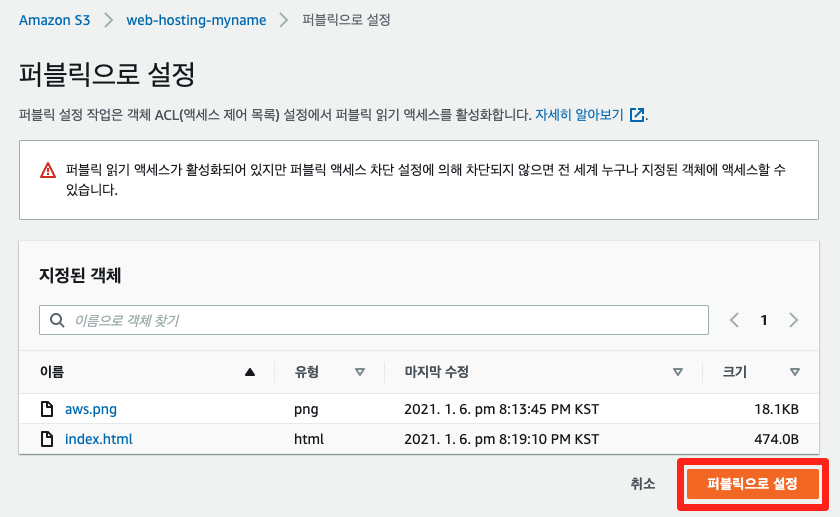 Amazon S3 > web-hosting-myname > 퍼블릭으로 설정
퍼블릭으로 설정
퍼블릭 설정 작업은 객체 ACL(액세스 제어 목록) 설정에서 퍼블릭 읽기 액세스를 활성화합니다. 자세히 알아보기.
퍼블릭 읽기 액세스가 활성화되어 있지만 퍼블릭 액세스 차단 설정에 의해 차단되지 않으면 전 세계 누구나 지정된 객체에 액세스할 수
있습니다.
지정된 객체
이름으로 객체 찾기 < 1 >
이름 유형 마지막 수정 크기
aws.png png 2021. 1. 6. pm 8:13:45 PM KST 18.1KB
index.html html 2021. 1. 6. pm 8:19:10 PM KST 474.0B
취소 퍼블릭으로 설정